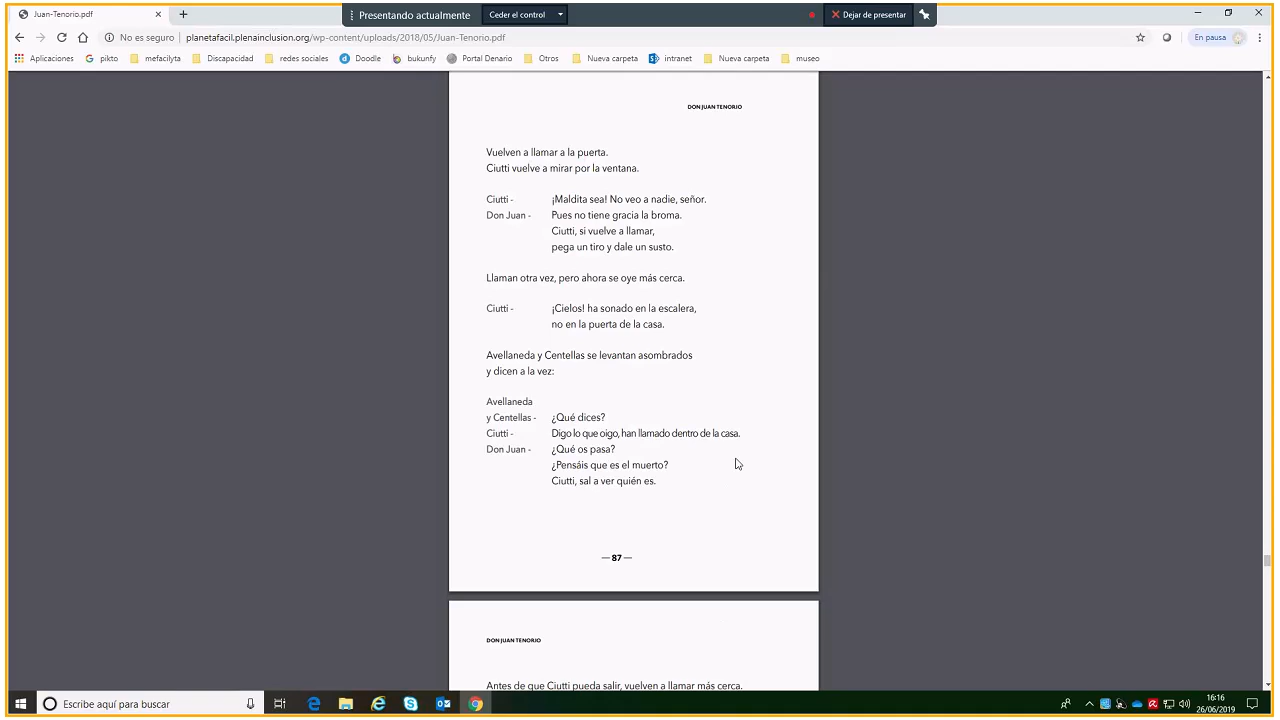 Juan-Tenorio.pdf
Presentando actualmente
Ceder el control
Dejar de presentar
No es seguro
planetafacil.plenainclusion.org/wp-content/uploads/2018/05/Juan-Tenorio.pdf
En pausa
Aplicaciones
pikto
mefacilyta
Discapacidad
redes sociales
Doodle
bukunfy
Portal Denario
Otros
Nueva carpeta
intranet
Nueva carpeta
museo
DON JUAN TENORIO
Vuelven a llamar a la puerta.
Ciutti vuelve a mirar por la ventana.
Ciutti - ¡Maldita sea! No veo a nadie, señor.
Don Juan - Pues no tiene gracia la broma.
Ciutti, si vuelve a llamar,
pega un tiro y dale un susto.
Llaman otra vez, pero ahora se oye más cerca.
Ciutti - ¡Cielos! ha sonado en la escalera,
no en la puerta de la casa.
Avellaneda y Centellas se levantan asombrados
y dicen a la vez:
Avellaneda
y Centellas - ¿Qué dices?
Ciutti - Digo lo que oigo, han llamado dentro de la casa.
Don Juan - ¿Qué os pasa?
¿Pensáis que es el muerto?
Ciutti, sal a ver quién es.
— 87 —
DON JUAN TENORIO
Antes de que Ciutti pueda salir, vuelven a llamar más cerca.
Escribe aquí para buscar
16:16
26/06/2019